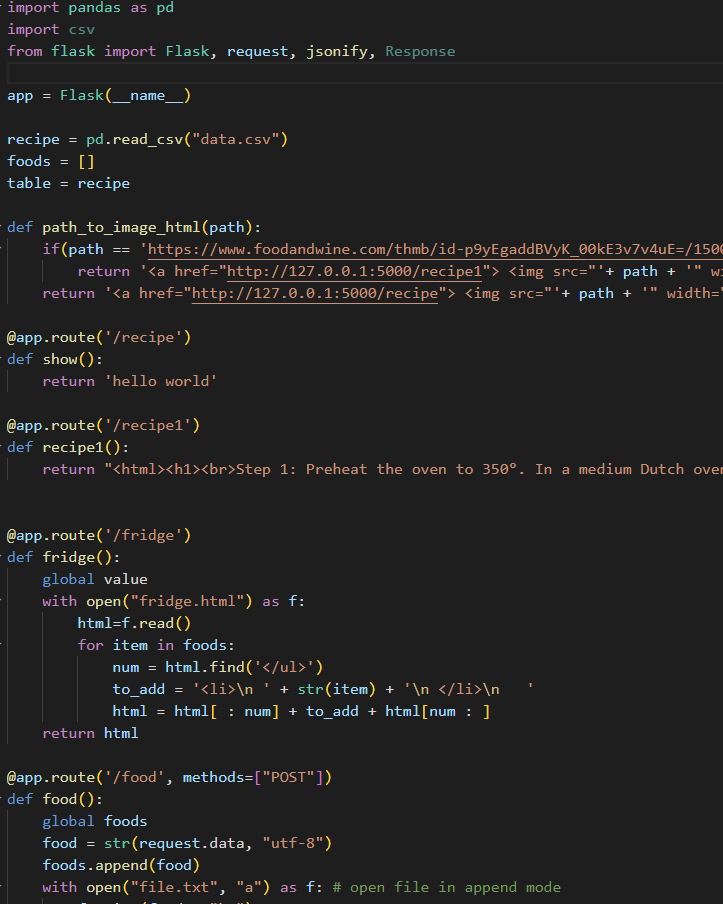 import pandas as pd
import csv
from flask import Flask, request, jsonify, Response
app = Flask(__name__)
recipe = pd.read_csv("data.csv")
foods = []
table = recipe
def path_to_image_html(path):
if(path == 'https://www.foodandwine.com/thmb/id-p9yEgaddBVyK_00kE3v7v4uE=/1500
return '<a href="http://127.0.0.1:5000/recipe1"> <img src="'+ path + '" wi
return '<a href="http://127.0.0.1:5000/recipe"> <img src="'+ path + '" width="
@app.route('/recipe')
def show():
return 'hello world'
@app.route('/recipe1')
def recipe1():
return "<html><h1><br>Step 1: Preheat the oven to 350°. In a medium Dutch oven
@app.route('/fridge')
def fridge():
global value
with open("fridge.html") as f:
html=f.read()
for item in foods:
num = html.find('</ul>')
to_add = '<li>\n ' + str(item) + '\n </li>\n   '
html = html[ : num] + to_add + html[num : ]
return html
@app.route('/food', methods=["POST"])
def food():
global foods
food = str(request.data, "utf-8")
foods.append(food)
with open("file.txt", "a") as f: # open file in append mode